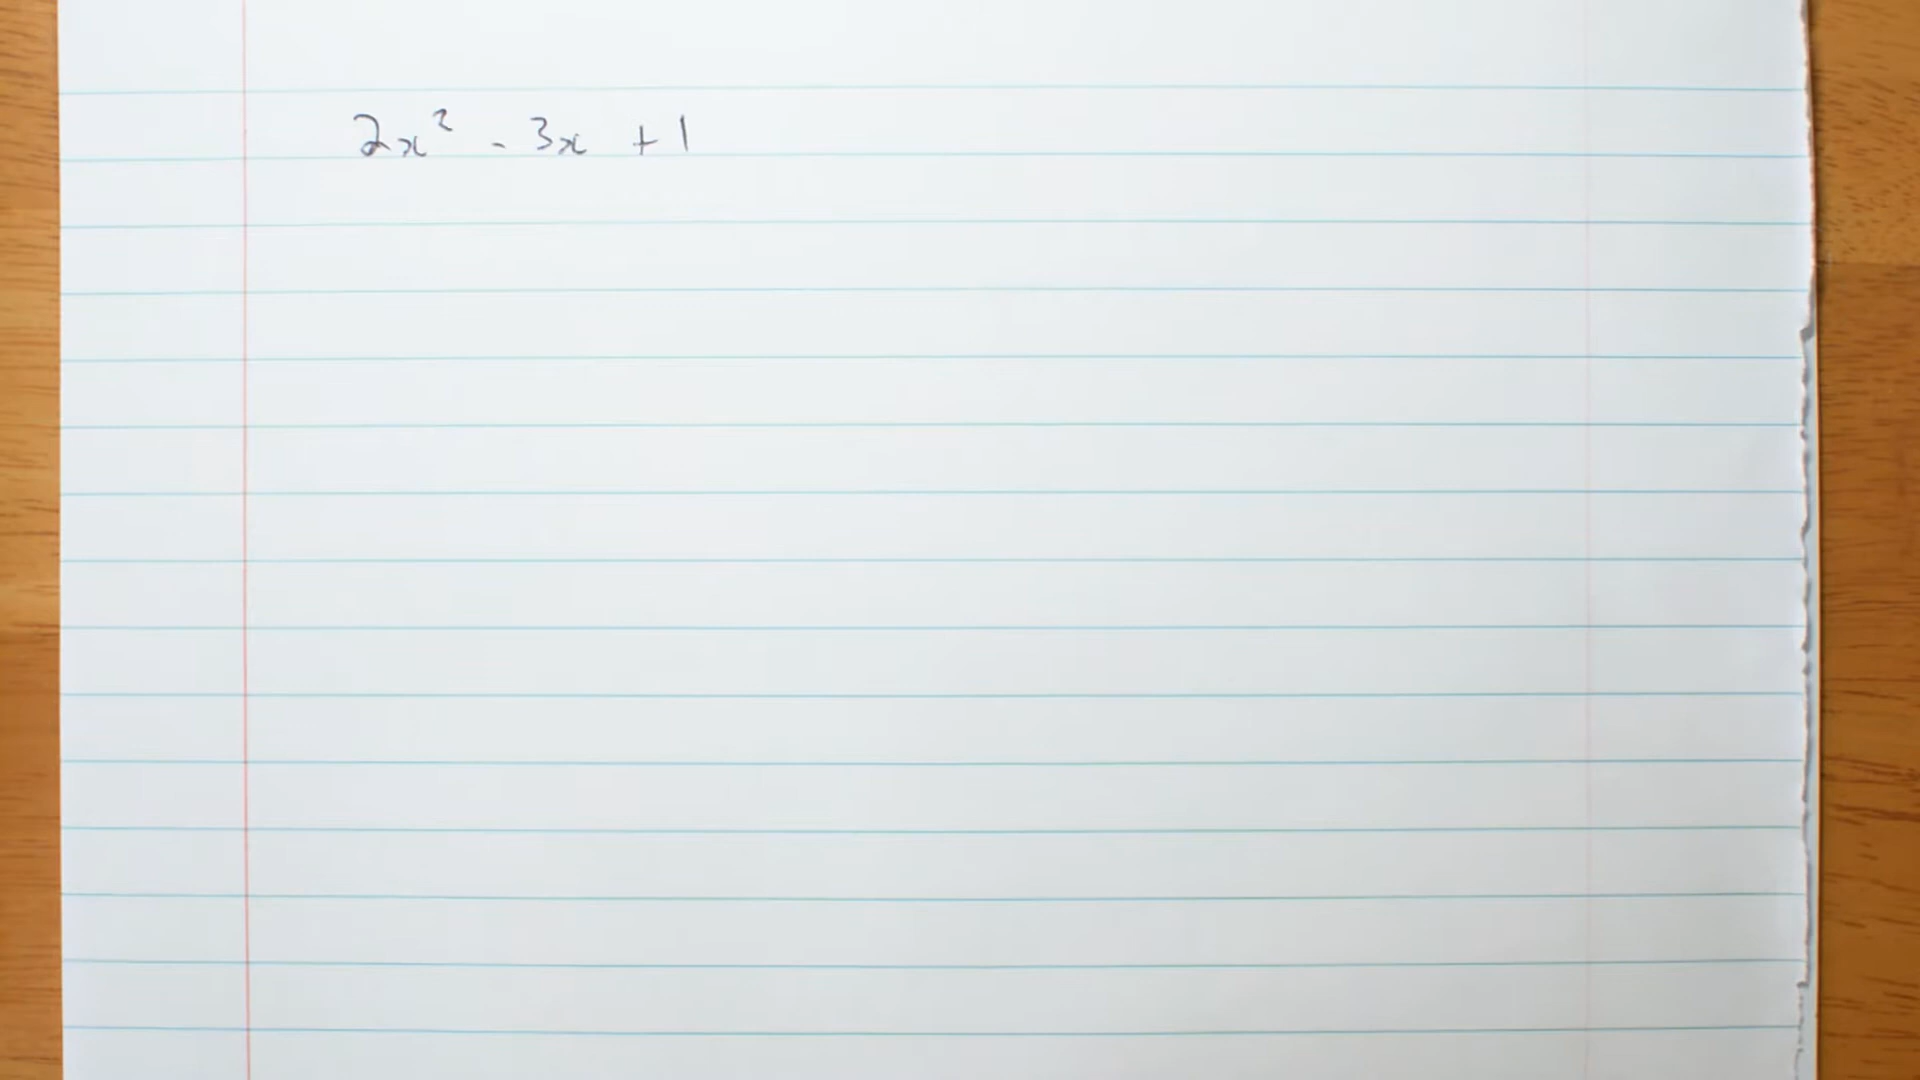 2x² - 3x + 1